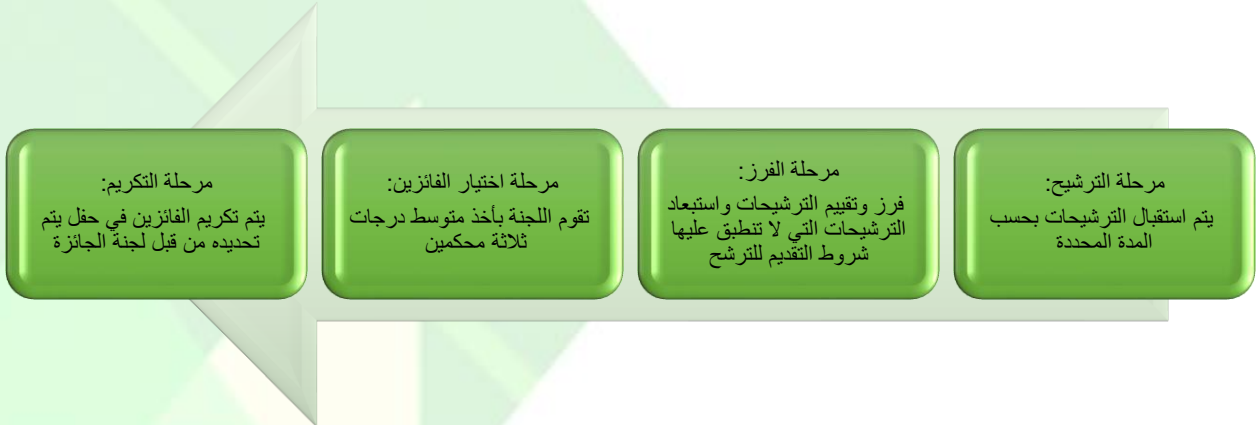 مرحلة الترشيح:
يتم استقبال الترشيحات بحسب
المدة المحددة
مرحلة الفرز:
فرز وتقييم الترشيحات واستبعاد
الترشيحات التي لا تنطبق عليها
شروط التقديم للترشح
مرحلة اختيار الفائزين:
تقوم اللجنة بأخذ متوسط درجات
ثلاثة محكمين
مرحلة التكريم:
يتم تكريم الفائزين في حفل يتم
تحديده من قبل لجنة الجائزة